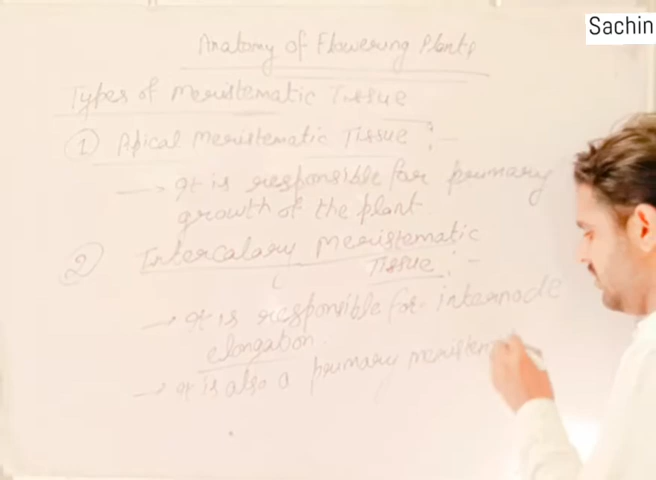 Sachin
Anatomy of Flowering Plants
Types of Meristematic Tissue
① Apical Meristematic Tissue :-
→ It is responsible for primary
growth of the plant
② Intercalary Meristematic
Tissue :-
→ It is responsible for internode
elongation.
→ It is also a primary meristem